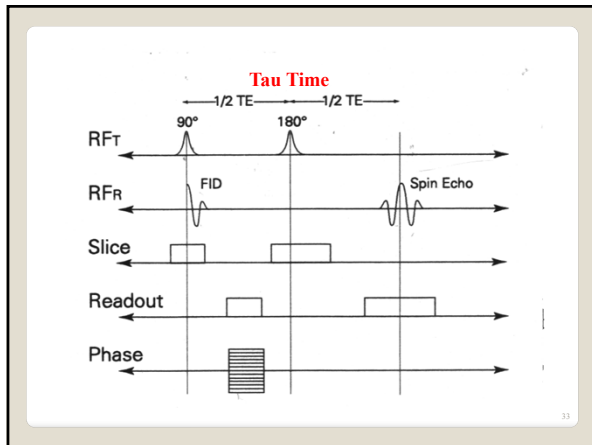 Tau Time
1/2 TE 1/2 TE
90° 180°
RFT
FID Spin Echo
RFR
Slice
Readout
Phase
33